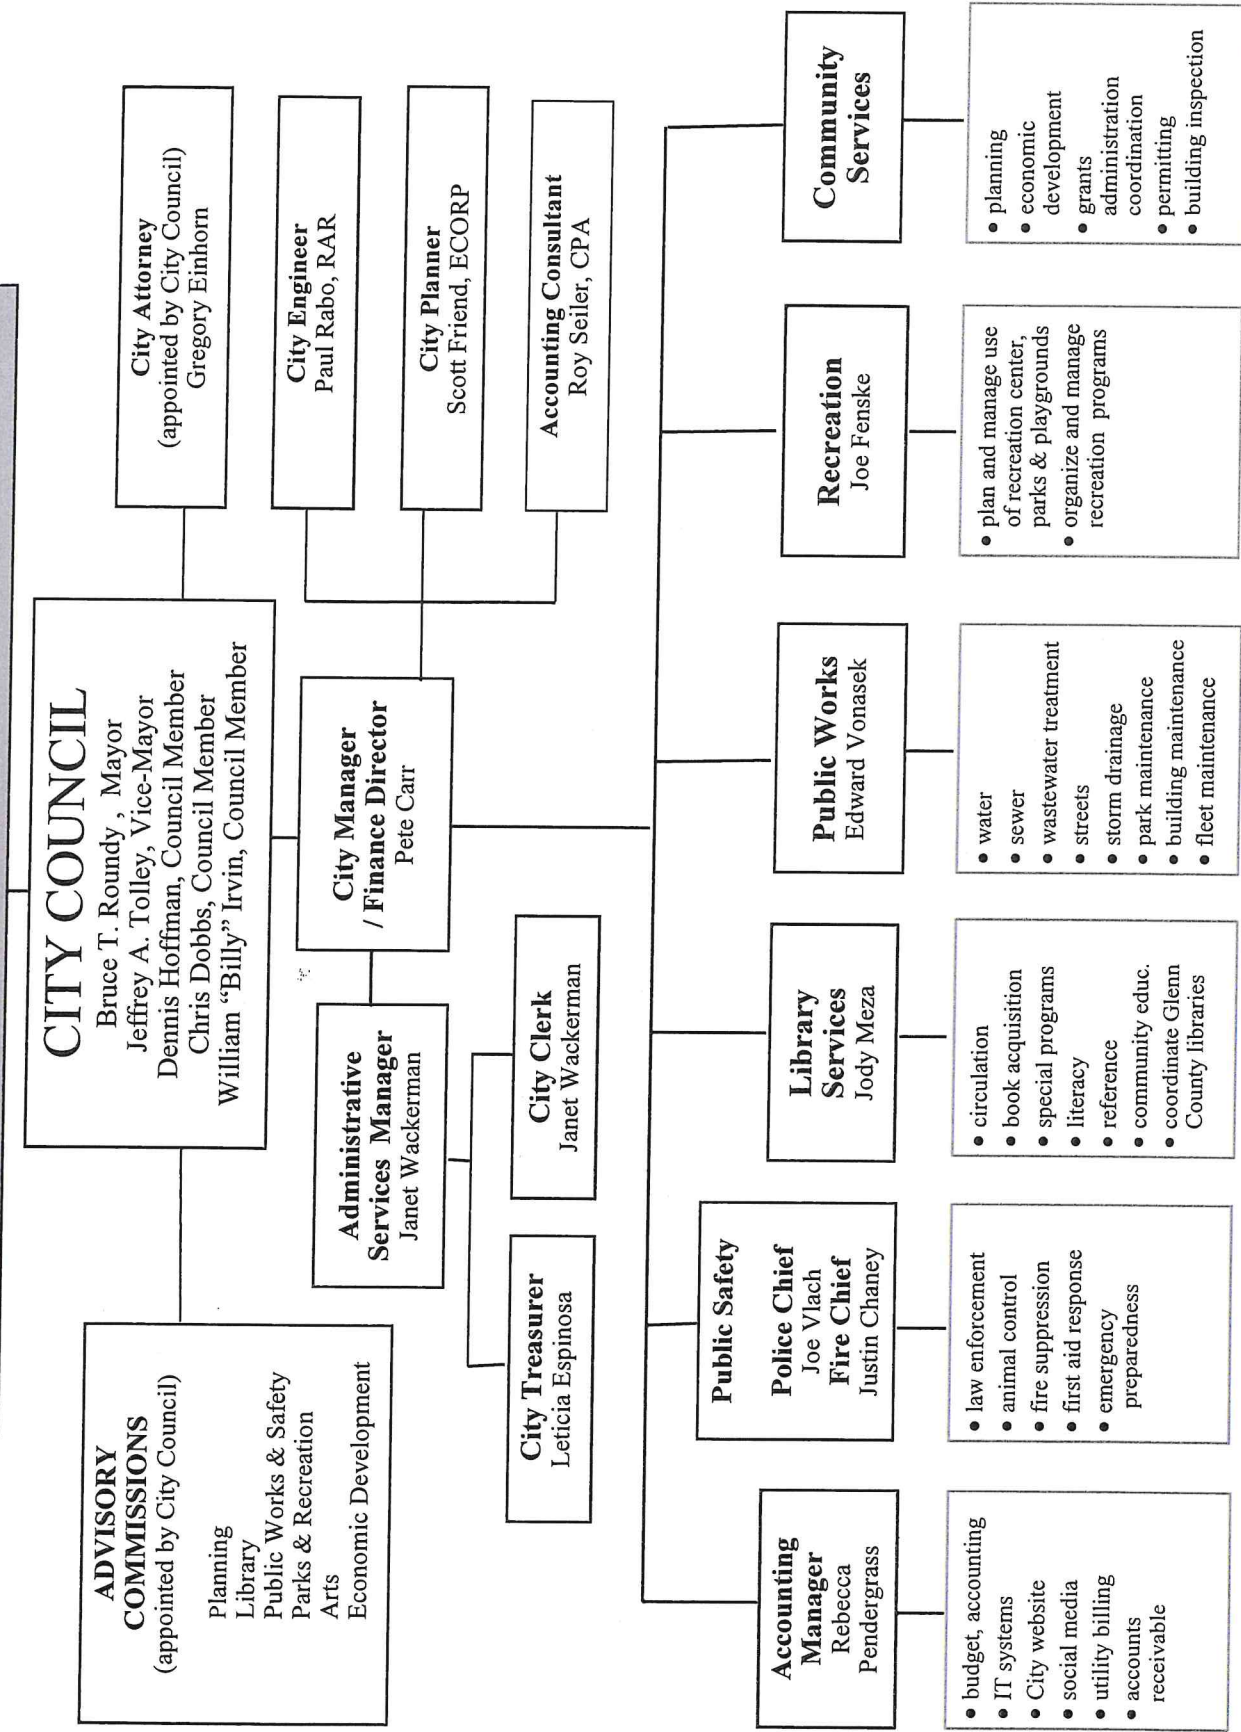 CITY COUNCIL
Bruce T. Roundy , Mayor
Jeffrey A. Tolley, Vice-Mayor
Dennis Hoffman, Council Member
Chris Dobbs, Council Member
William “Billy” Irvin, Council Member
ADVISORY
COMMISSIONS
(appointed by City Council)
Planning
Library
Public Works & Safety
Parks & Recreation
Arts
Economic Development
City Attorney
(appointed by City Council)
Gregory Einhorn
City Engineer
Paul Rabo, RAR
City Planner
Scott Friend, ECORP
Accounting Consultant
Roy Seiler, CPA
City Manager
/ Finance Director
Pete Carr
Administrative
Services Manager
Janet Wackerman
City Treasurer
Leticia Espinosa
City Clerk
Janet Wackerman
Accounting
Manager
Rebecca
Pendergrass
• budget, accounting
• IT systems
• City website
• social media
• utility billing
• accounts
receivable
Public Safety
Police Chief
Joe Vlach
Fire Chief
Justin Chaney
• law enforcement
• animal control
• fire suppression
• first aid response
• emergency
preparedness
Library
Services
Jody Meza
• circulation
• book acquisition
• special programs
• literacy
• reference
• community educ.
• coordinate Glenn
County libraries
Public Works
Edward Vonasek
• water
• sewer
• wastewater treatment
• streets
• storm drainage
• park maintenance
• building maintenance
• fleet maintenance
Recreation
Joe Fenske
• plan and manage use
of recreation center,
parks & playgrounds
• organize and manage
recreation programs
Community
Services
• planning
• economic
development
• grants
administration
coordination
• permitting
• building inspection